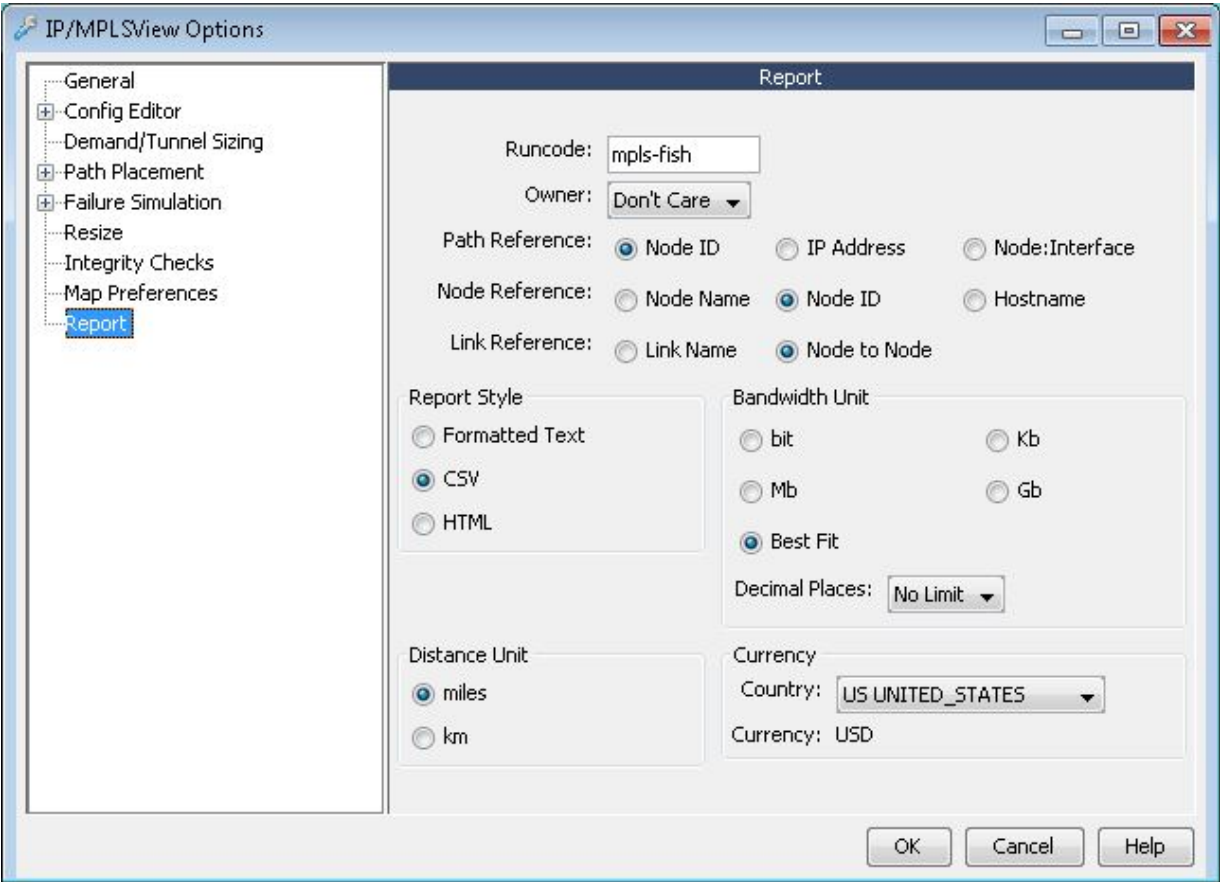 IP/MPLSView Options
General
Config Editor
Demand/Tunnel Sizing
Path Placement
Failure Simulation
Resize
Integrity Checks
Map Preferences
Report
Report
Runcode: mpls-fish
Owner: Don't Care
Path Reference: Node ID IP Address Node:Interface
Node Reference: Node Name Node ID Hostname
Link Reference: Link Name Node to Node
Report Style
Formatted Text
CSV
HTML
Bandwidth Unit
bit Kb
Mb Gb
Best Fit
Decimal Places: No Limit
Distance Unit
miles
km
Currency
Country: US UNITED_STATES
Currency: USD
OK Cancel Help